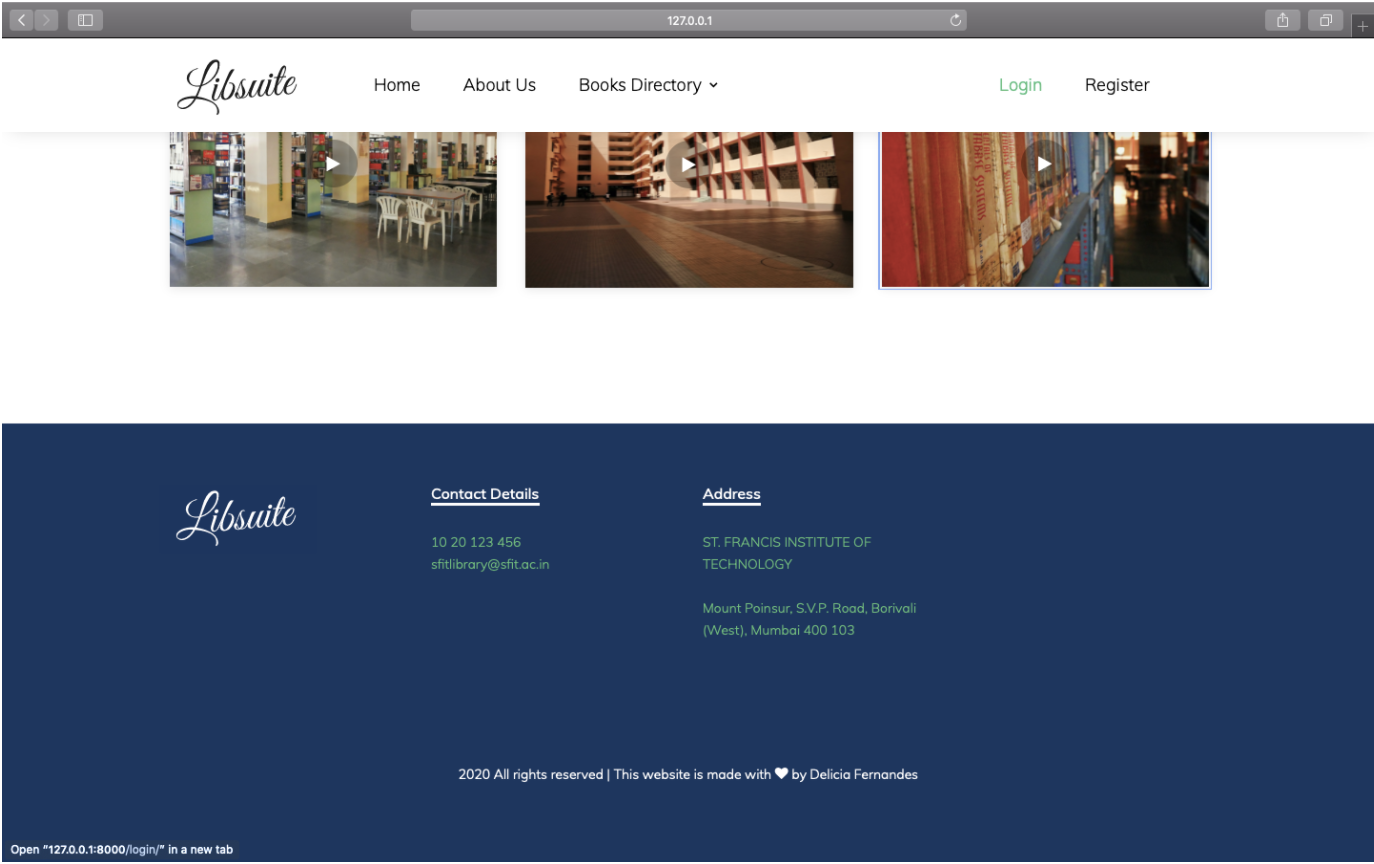 127.0.0.1
Libsuite
Home
About Us
Books Directory
Login
Register
Libsuite
Contact Details
10 20 123 456
sfitlibrary@sfit.ac.in
Address
ST. FRANCIS INSTITUTE OF
TECHNOLOGY
Mount Poinsur, S.V.P. Road, Borivali
(West), Mumbai 400 103
2020 All rights reserved | This website is made with ❤ by Delicia Fernandes
Open "127.0.0.1:8000/login/" in a new tab